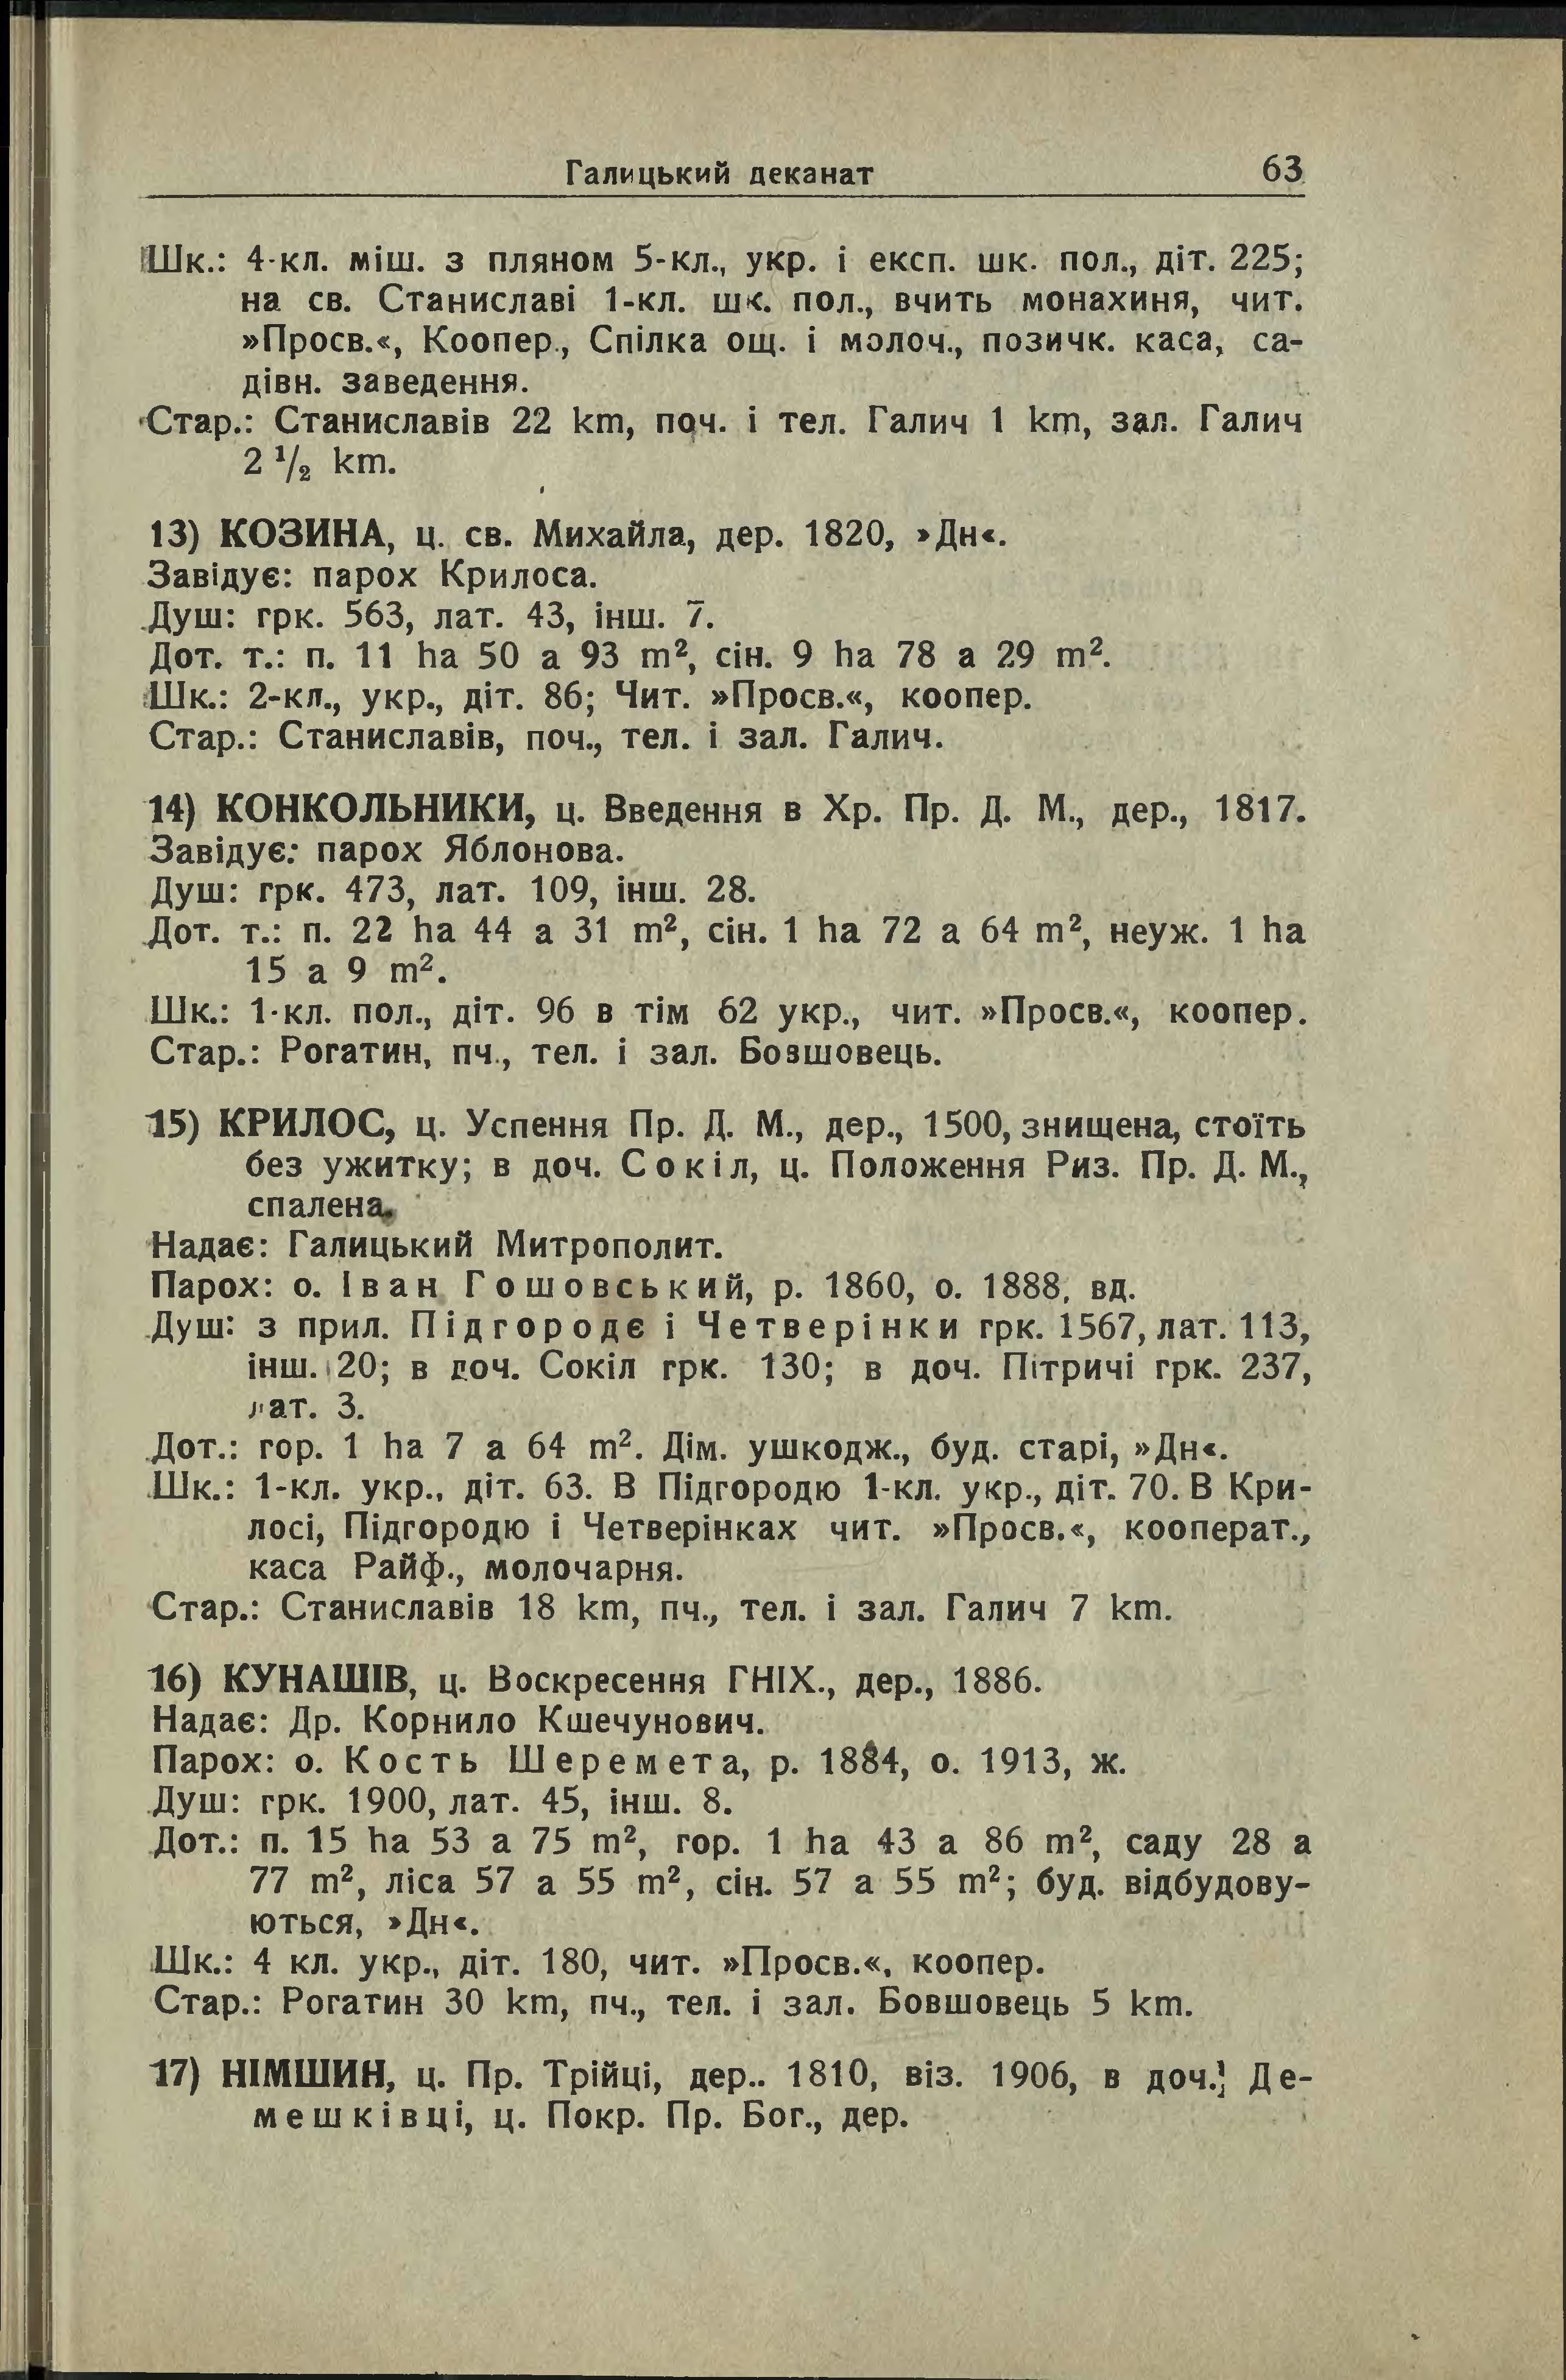 Галицький деканат 63
Шк.: 4-кл. міш. з пляном 5-кл., укр. і експ. шк. пол., діт. 225;
на св. Станиславі 1-кл. шк. пол., вчить монахиня, чит.
»Просв.«, Коопер., Спілка ощ. і молоч., позичк. каса, са-
дівн. заведення.
Стар.: Станиславів 22 km, поч. і тел. Галич 1 km, зал. Галич
2 ½ km.
13) КОЗИНА, ц. св. Михайла, дер. 1820, »Дн«.
Завідує: парох Крилоса.
Душ: грк. 563, лат. 43, інш. 7.
Дот. т.: п. 11 ha 50 a 93 m², сін. 9 ha 78 a 29 m².
Шк.: 2-кл., укр., діт. 86; Чит. »Просв.«, коопер.
Стар.: Станиславів, поч., тел. і зал. Галич.
14) КОНКОЛЬНИКИ, ц. Введення в Хр. Пр. Д. М., дер., 1817.
Завідує: парох Яблонова.
Душ: грк. 473, лат. 109, інш. 28.
Дот. т.: п. 22 ha 44 a 31 m², сін. 1 ha 72 a 64 m², неуж. 1 ha
15 a 9 m².
Шк.: 1-кл. пол., діт. 96 в тім 62 укр., чит. »Просв.«, коопер.
Стар.: Рогатин, пч., тел. і зал. Бозшовець.
15) КРИЛОС, ц. Успення Пр. Д. М., дер., 1500, знищена, стоїть
без ужитку; в доч. Сокіл, ц. Положення Риз. Пр. Д. М.,
спалена.
Надає: Галицький Митрополит.
Парох: о. Іван Гошовський, р. 1860, о. 1888, вд.
Душ: з прил. Підгородє і Четверінки грк. 1567, лат. 113,
інш. 20; в доч. Сокіл грк. 130; в доч. Пітричі грк. 237,
лат. 3.
Дот.: гор. 1 ha 7 a 64 m². Дім. ушкодж., буд. старі, »Дн«.
Шк.: 1-кл. укр., діт. 63. В Підгородю 1-кл. укр., діт. 70. В Кри-
лосі, Підгородю і Четверінках чит. »Просв.«, кооперат.,
каса Райф., молочарня.
Стар.: Станиславів 18 km, пч., тел. і зал. Галич 7 km.
16) КУНАШІВ, ц. Воскресення ГНІХ., дер., 1886.
Надає: Др. Корнило Кшечунович.
Парох: о. Кость Шеремета, р. 1884, о. 1913, ж.
Душ: грк. 1900, лат. 45, інш. 8.
Дот.: п. 15 ha 53 a 75 m², гор. 1 ha 43 a 86 m², саду 28 a
77 m², ліса 57 a 55 m², сін. 57 a 55 m²; буд. відбудову-
ються, »Дн«.
Шк.: 4 кл. укр., діт. 180, чит. »Просв.«, коопер.
Стар.: Рогатин 30 km, пч., тел. і зал. Бовшовець 5 km.
17) НІМШИН, ц. Пр. Трійці, дер.. 1810, віз. 1906, в доч. Де-
мешківці, ц. Покр. Пр. Бог., дер.